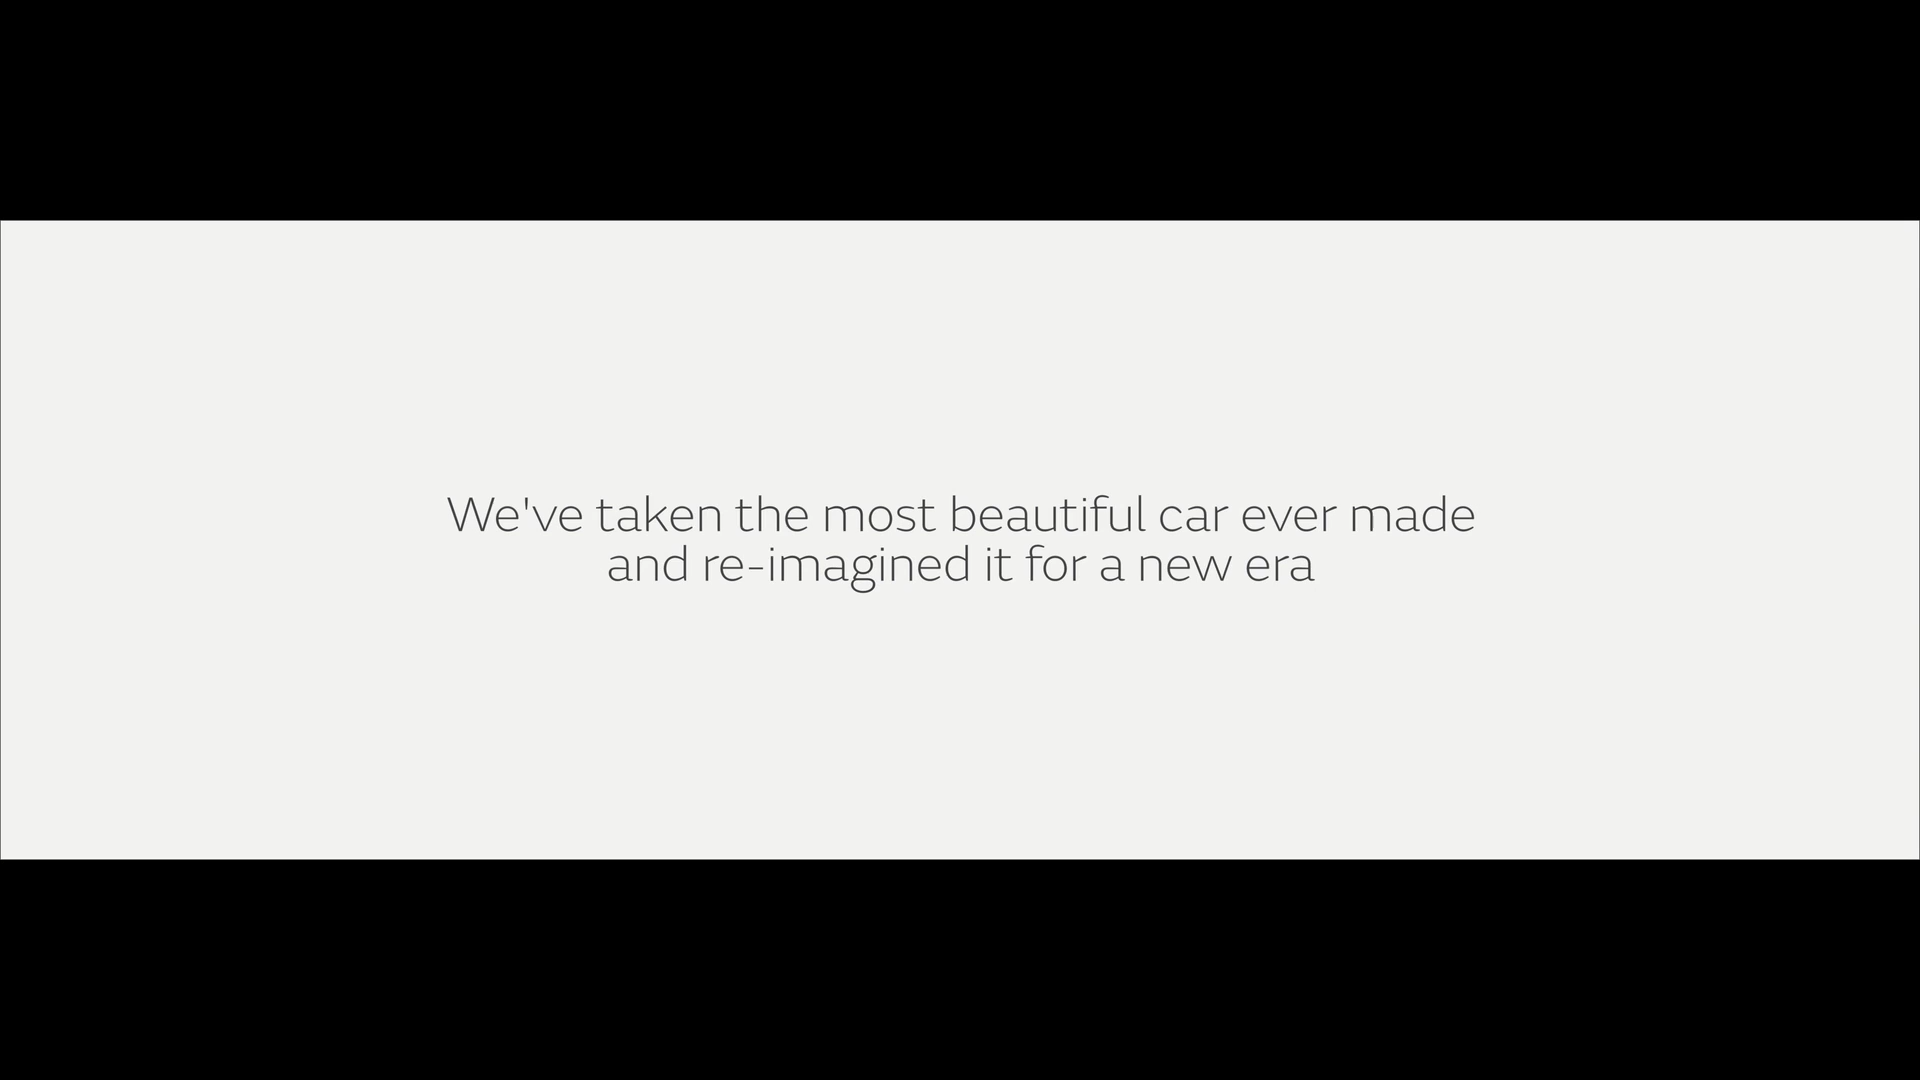 We've taken the most beautiful car ever made
and re-imagined it for a new era